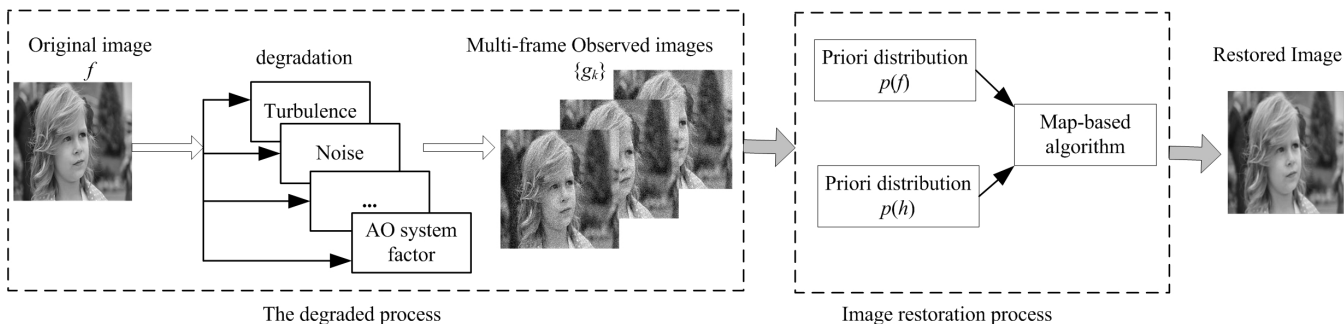 Original image
f
degradation
Turbulence
Noise
...
AO system
factor
Multi-frame Observed images
{gk}
The degraded process
Priori distribution
p(f)
Priori distribution
p(h)
Map-based
algorithm
Image restoration process
Restored Image